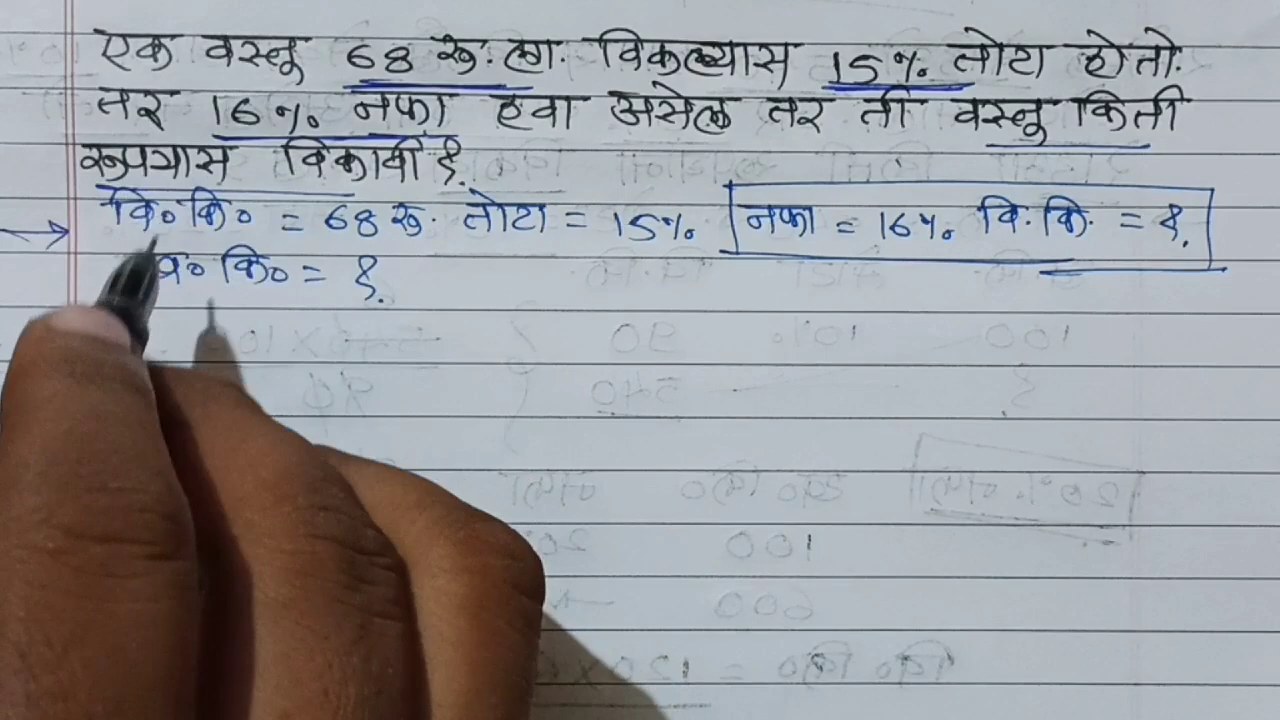 एक वस्तू 68 रु. ला. विकल्यास 15% तोटा होतो.
तर 16% नफा हवा असेल तर ती वस्तू किती
रूपयास विकावी ?
वि० कि० = 68 रु. तोटा = 15% नफा = 16% वि. कि. = ?
कि० = ?